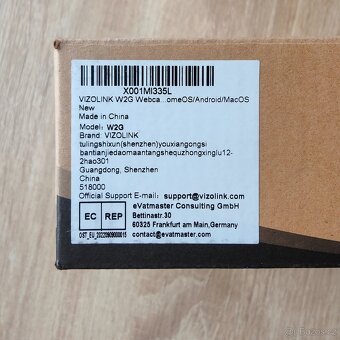 X001MI335L
VIZOLINK W2G Webca...omeOS/Android/MacOS
New
Made in China
Model: W2G
Brand: VIZOLINK
tulingshixun(shenzhen)youxiangongsi
bantianjiedaomaantangshequzhongxinglu12-
2hao301
Guangdong, Shenzhen
China
518000
Official Support E-mail: support@vizolink.com
EC REP
eVatmaster Consulting GmbH
Bettinastr.30
60325 Frankfurt am Main,Germany
contact@evatmaster.com
OST_EU_20220909000015